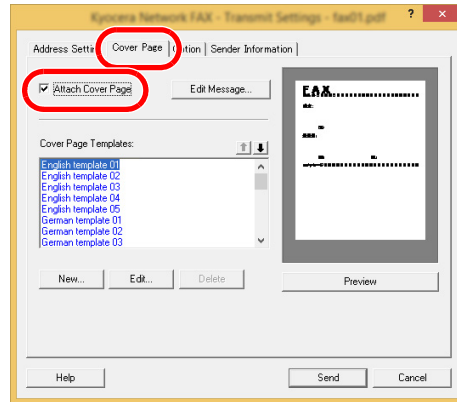 Kyocera Network FAX - Transmit Settings - fax01.pdf
?
Address Settin
Cover Page
Option
Sender Information
Attach Cover Page
Edit Message...
FAX
Cover Page Templates:
English template 01
English template 02
English template 03
English template 04
English template 05
German template 01
German template 02
German template 03
New...
Edit...
Delete
Preview
Help
Send
Cancel